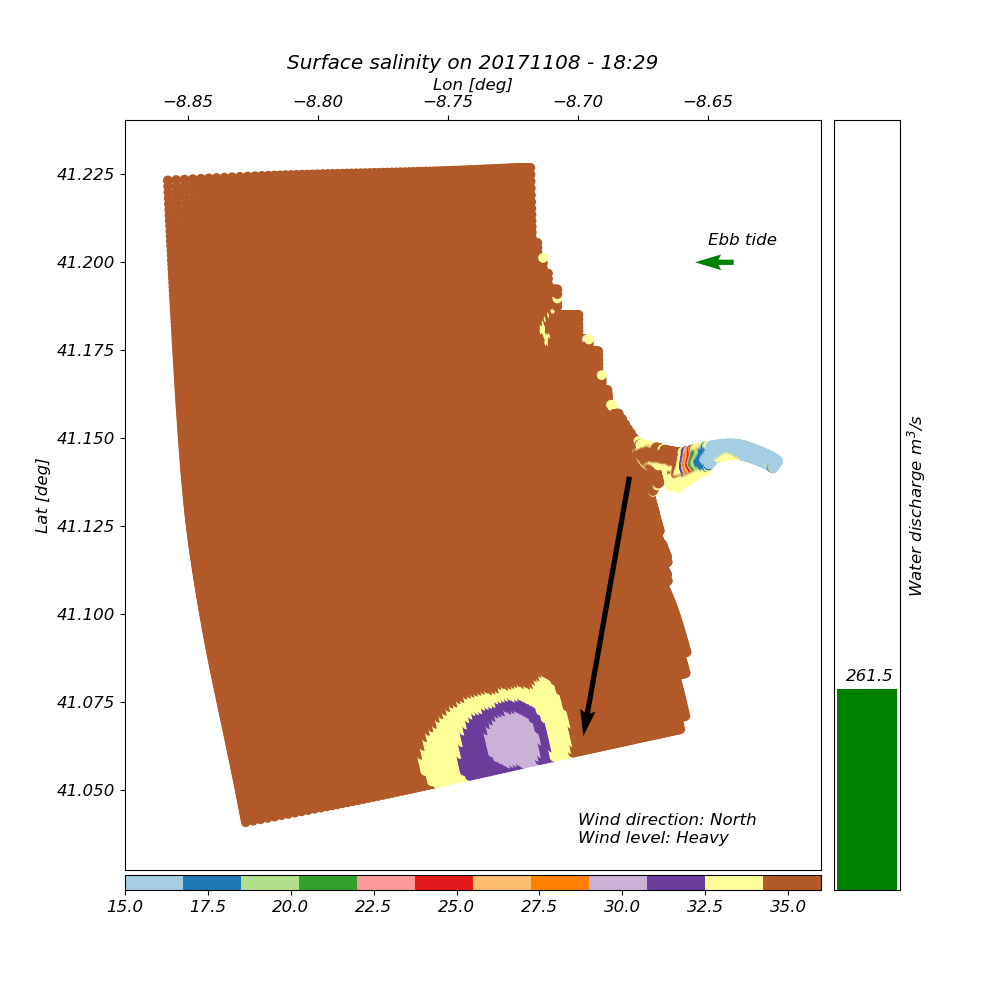 Surface salinity on 20171108 - 18:29
Lon [deg]
−8.85 −8.80 −8.75 −8.70 −8.65
41.225
41.200
41.175
41.150
41.125
41.100
41.075
41.050
Lat [deg]
Ebb tide
Wind direction: North
Wind level: Heavy
261.5
Water discharge m³/s
15.0 17.5 20.0 22.5 25.0 27.5 30.0 32.5 35.0